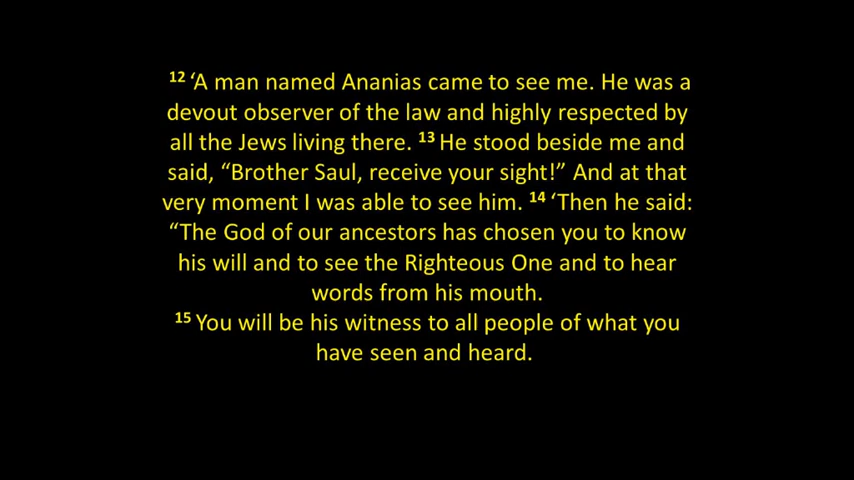 12 ‘A man named Ananias came to see me. He was a
devout observer of the law and highly respected by
all the Jews living there. 13 He stood beside me and
said, “Brother Saul, receive your sight!” And at that
very moment I was able to see him. 14 ‘Then he said:
“The God of our ancestors has chosen you to know
his will and to see the Righteous One and to hear
words from his mouth.
15 You will be his witness to all people of what you
have seen and heard.